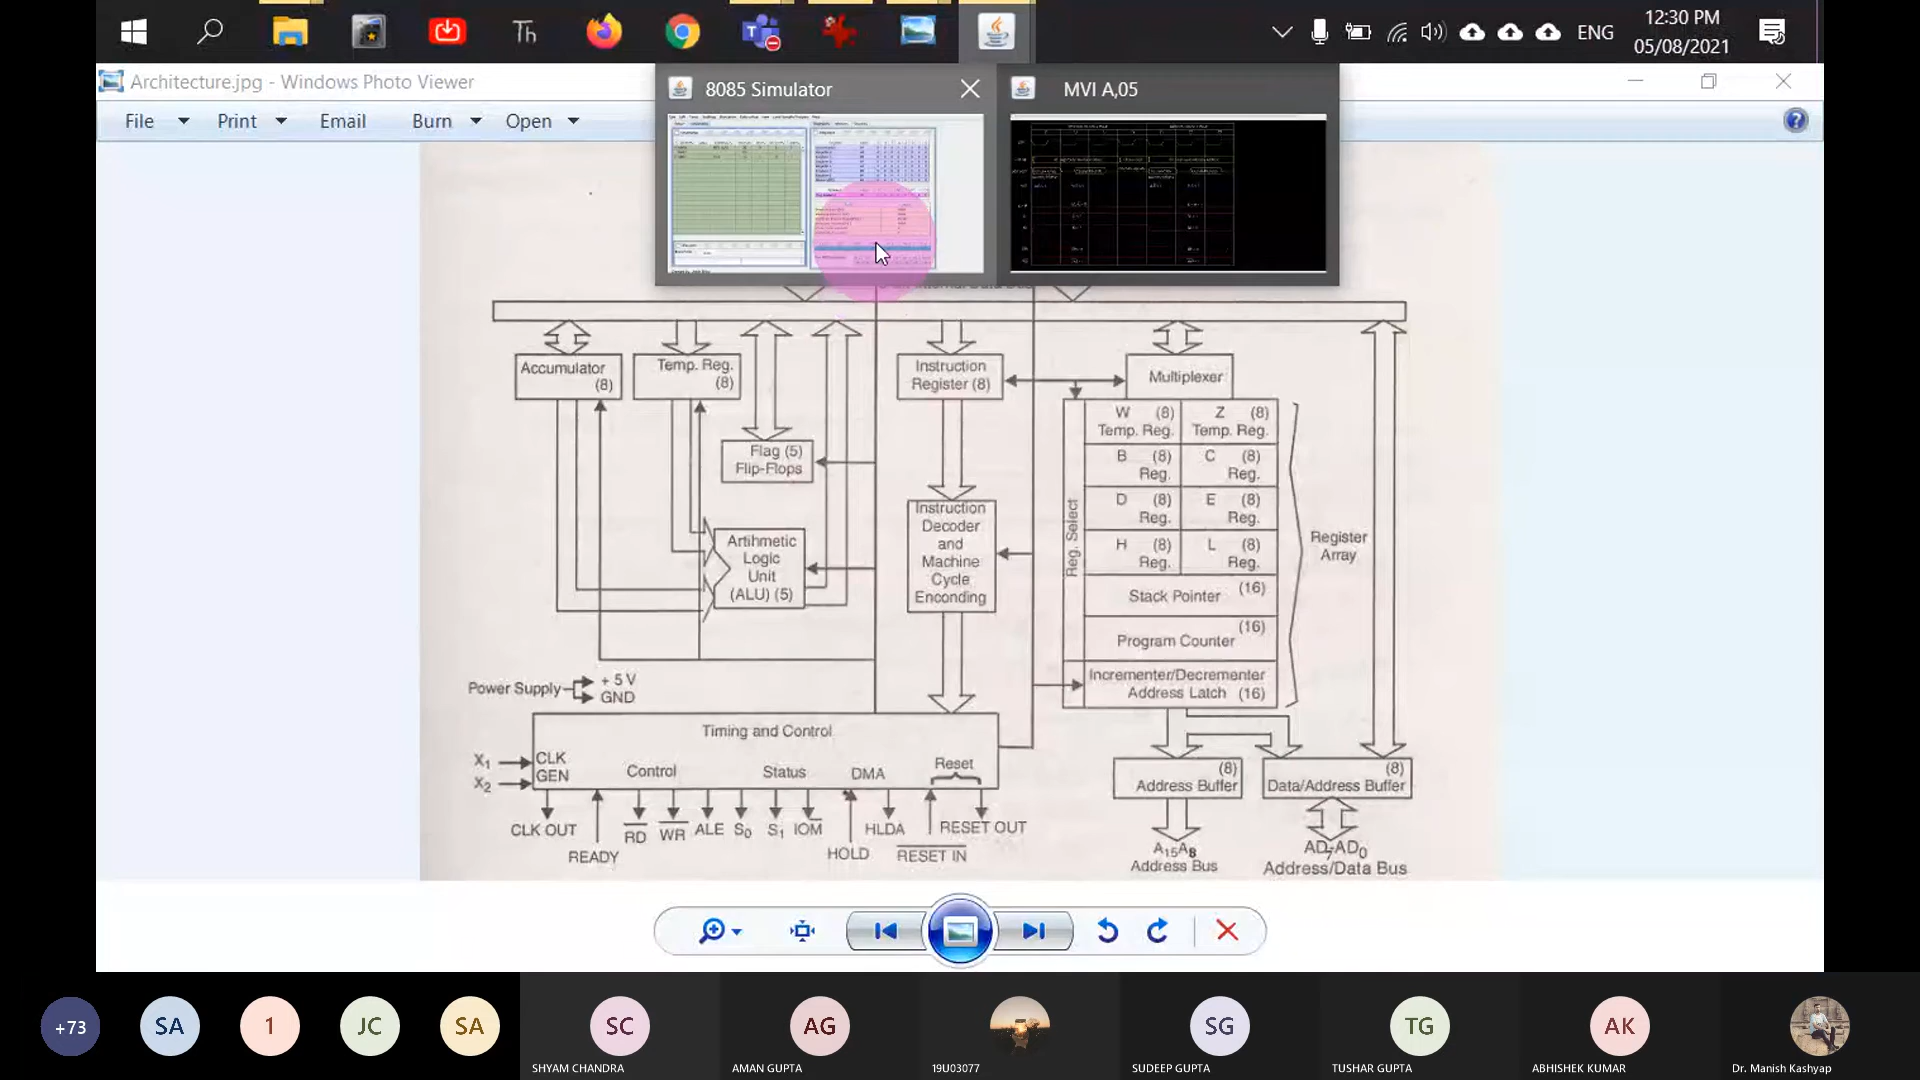 Th
ENG
12:30 PM
05/08/2021
Architecture.jpg - Windows Photo Viewer
8085 Simulator
MVI A,05
File
Print
Email
Burn
Open
Accumulator
(8)
Temp. Reg.
(8)
Instruction
Register (8)
Multiplexer
W (8)
Temp. Reg.
Z (8)
Temp. Reg.
Flag (5)
Flip-Flops
B (8)
Reg.
C (8)
Reg.
D (8)
Reg.
E (8)
Reg.
H (8)
Reg.
L (8)
Reg.
Reg. Select
Register
Array
Instruction
Decoder
and
Machine
Cycle
Enconding
Artihmetic
Logic
Unit
(ALU) (5)
Stack Pointer (16)
Program Counter (16)
Incrementer/Decrementer
Address Latch (16)
Power Supply
+ 5 V
GND
Timing and Control
X1
X2
CLK
GEN
Control
Status
DMA
Reset
CLK OUT
READY
RD
WR
ALE
S0
S1
IOM
HOLD
HLDA
RESET IN
RESET OUT
(8)
Address Buffer
(8)
Data/Address Buffer
A15A8
Address Bus
AD7AD0
Address/Data Bus
+73
SA
1
JC
SA
SC
AG
SG
TG
AK
SHYAM CHANDRA
AMAN GUPTA
19U03077
SUDEEP GUPTA
TUSHAR GUPTA
ABHISHEK KUMAR
Dr. Manish Kashyap